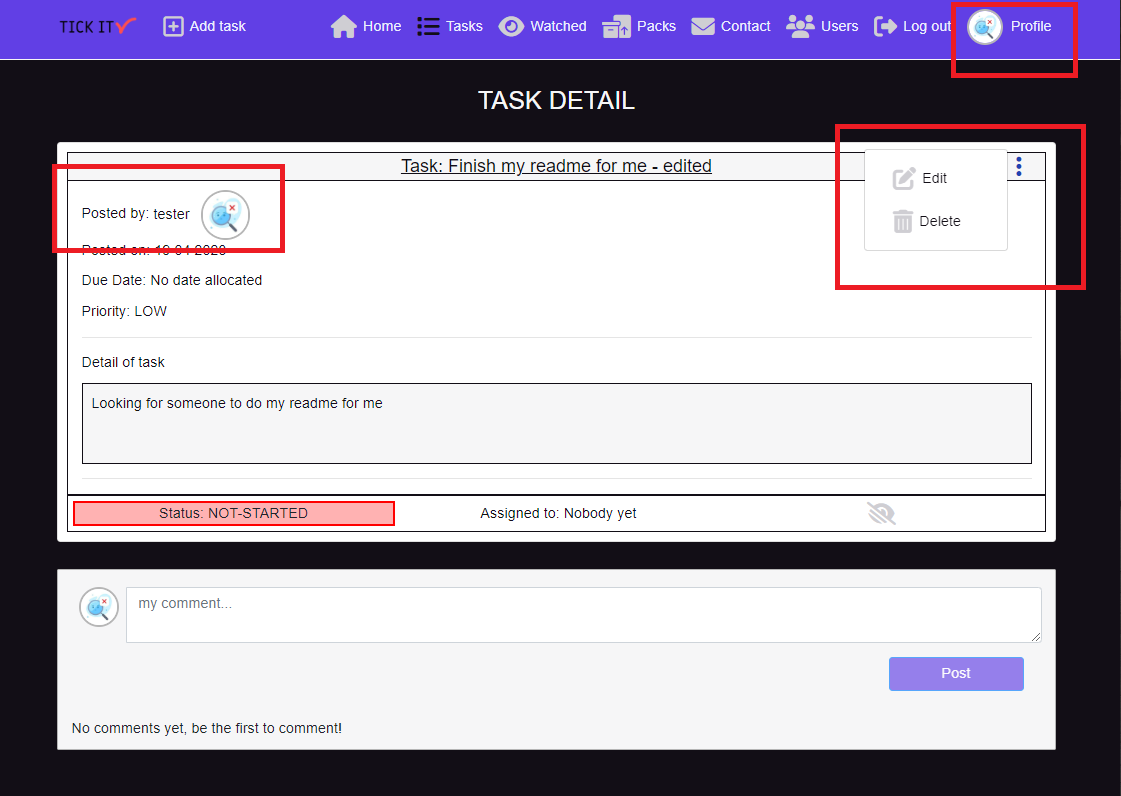 TICK IT Add task Home Tasks Watched Packs Contact Users Log out Profile
TASK DETAIL
Task: Finish my readme for me - edited
Edit
Delete
Posted by: tester
Posted on:
Due Date: No date allocated
Priority: LOW
Detail of task
Looking for someone to do my readme for me
Status: NOT-STARTED Assigned to: Nobody yet
my comment...
Post
No comments yet, be the first to comment!